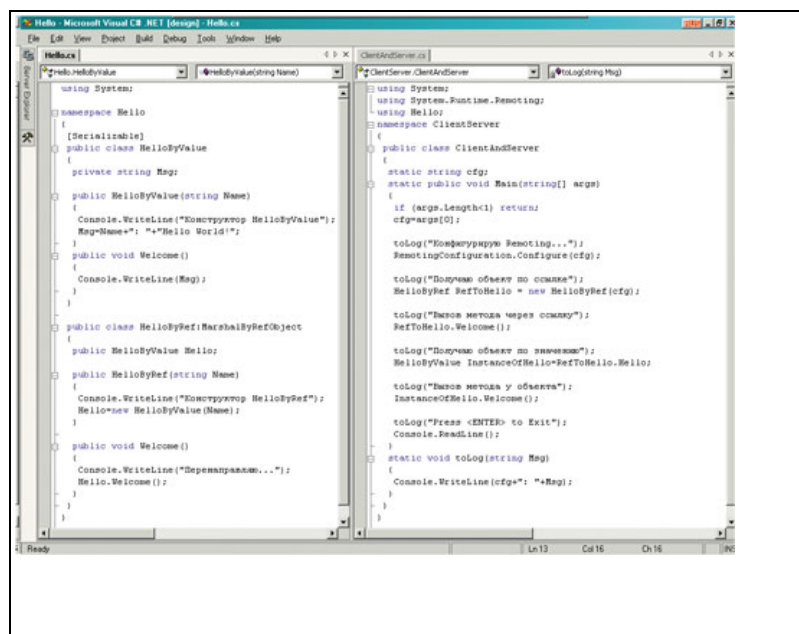 Hello - Microsoft Visual C# .NET [design] - Hello.cs
File Edit View Project Build Debug Tools Window Help
Server Explorer
Hello.cs
Hello.HelloByValue
HelloByValue(string Name)
using System;
namespace Hello
{
[Serializable]
public class HelloByValue
{
private string Msg;
public HelloByValue(string Name)
{
Console.WriteLine("Конструктор HelloByValue");
Msg=Name+": "+"Hello World!";
}
public void Welcome()
{
Console.WriteLine(Msg);
}
}
public class HelloByRef:MarshalByRefObject
{
public HelloByValue Hello;
public HelloByRef(string Name)
{
Console.WriteLine("Конструктор HelloByRef");
Hello=new HelloByValue(Name);
}
public void Welcome()
{
Console.WriteLine("Перенаправляю...");
Hello.Welcome();
}
}
}
ClientAndServer.cs
ClientServer.ClientAndServer
toLog(string Msg)
using System;
using System.Runtime.Remoting;
using Hello;
namespace ClientServer
{
public class ClientAndServer
{
static string cfg;
static public void Main(string[] args)
{
if (args.Length<1) return;
cfg=args[0];
toLog("Конфигурирую Remoting...");
RemotingConfiguration.Configure(cfg);
toLog("Получаю объект по ссылке");
HelloByRef RefToHello = new HelloByRef(cfg);
toLog("Вызов метода через ссылку");
RefToHello.Welcome();
toLog("Получаю объект по значению");
HelloByValue InstanceOfHello=RefToHello.Hello;
toLog("Вызов метода у объекта");
InstanceOfHello.Welcome();
toLog("Press <ENTER> to Exit");
Console.ReadLine();
}
static void toLog(string Msg)
{
Console.WriteLine(cfg+": "+Msg);
}
}
}
Ready Ln 13 Col 16 Ch 16 INS